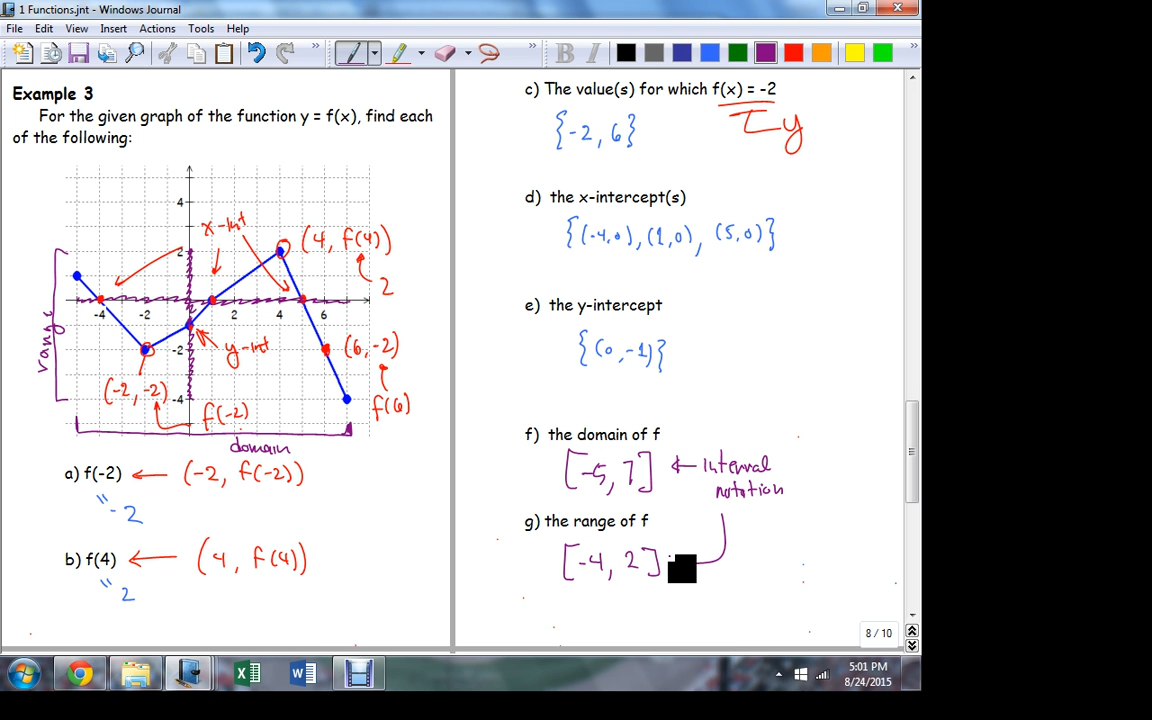 1 Functions.jnt - Windows Journal
File Edit View Insert Actions Tools Help
B I
Example 3
For the given graph of the function y = f(x), find each
of the following:
4
2
-4 -2 2 4 6
-2
-4
x-int
(4, f(4))
2
y-int
(6, -2)
f(6)
(-2, -2)
f(-2)
range
domain
a) f(-2) ← (-2, f(-2))
" -2
b) f(4) ← (4, f(4))
" 2
c) The value(s) for which f(x) = -2
y
{-2, 6}
d) the x-intercept(s)
{(-4,0), (1,0), (5,0)}
e) the y-intercept
{(0, -1)}
f) the domain of f
[-5, 7] ← interval
notation
g) the range of f
[-4, 2]
8 / 10
5:01 PM
8/24/2015